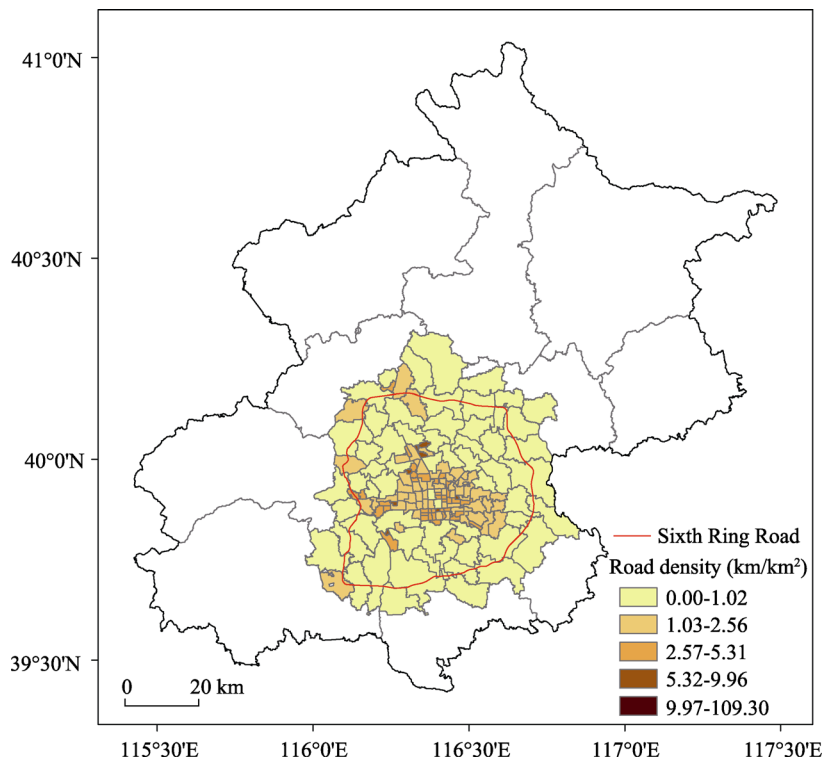 41°0'N
40°30'N
40°0'N
39°30'N
Sixth Ring Road
Road density (km/km²)
0.00-1.02
1.03-2.56
2.57-5.31
5.32-9.96
9.97-109.30
0 20 km
115°30'E 116°0'E 116°30'E 117°0'E 117°30'E